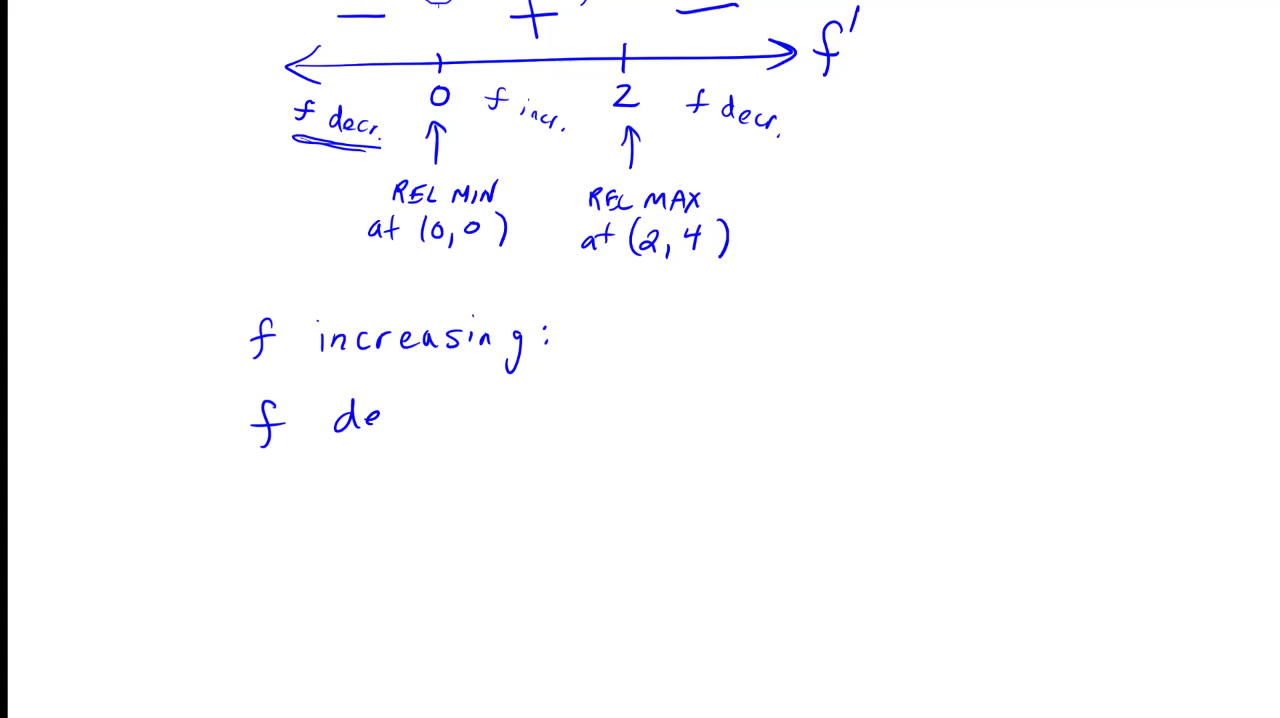 − + −
f'
0 2
f decr. f incr. f decr.
↑ ↑
REL MIN REL MAX
at (0,0) at (2,4)
f increasing:
f de